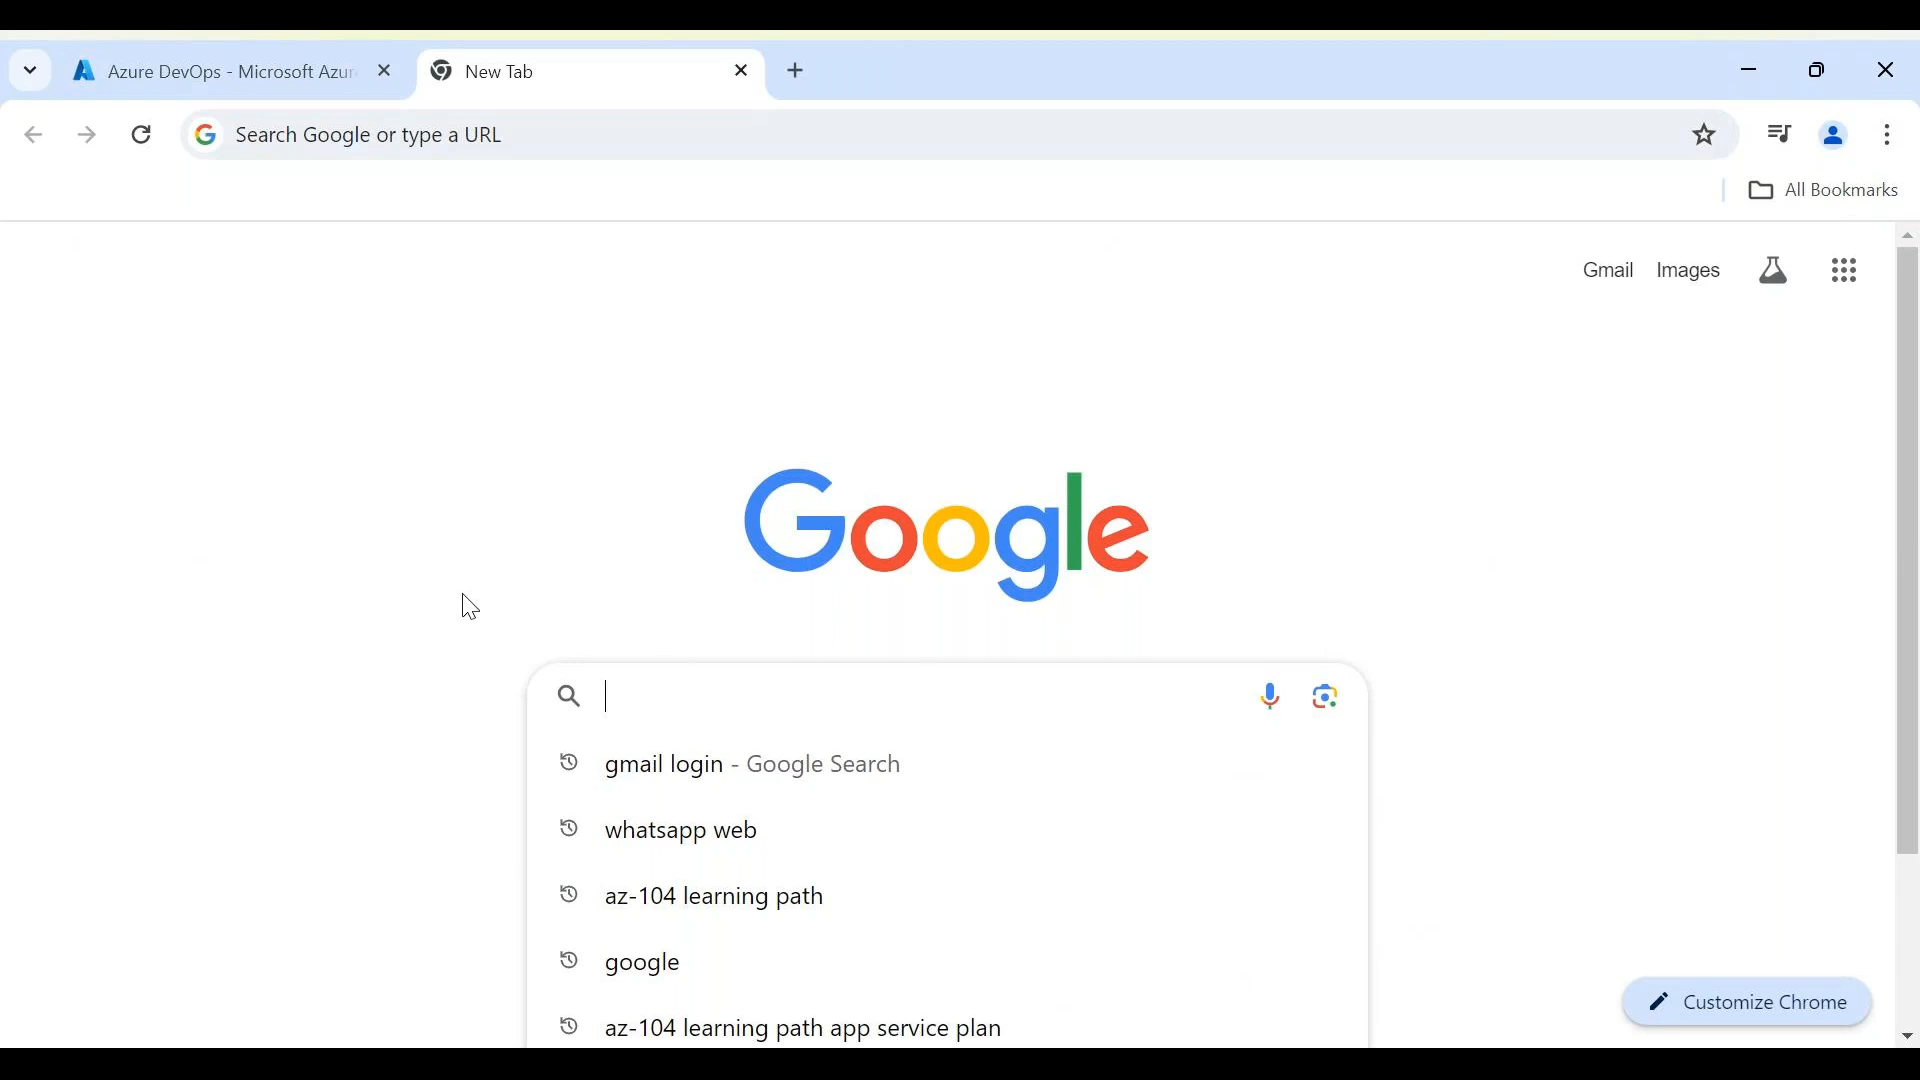 Azure DevOps - Microsoft Azur
New Tab
Search Google or type a URL
All Bookmarks
Gmail Images
Google
gmail login - Google Search
whatsapp web
az-104 learning path
google
az-104 learning path app service plan
Customize Chrome